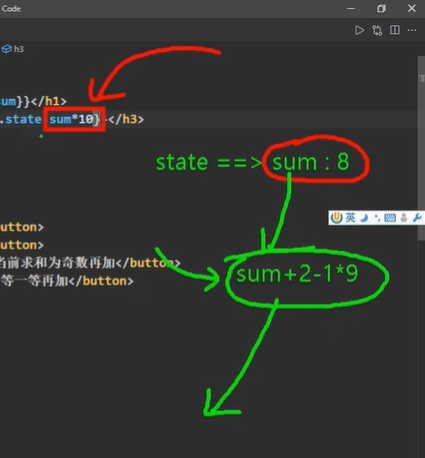 Code
h3
sum}}</h1>
.state.sum*10}}</h3>
state ==> sum : 8
英
button>
button>
当前求和为奇数再加</button>
等一等再加</button>
sum+2-1*9